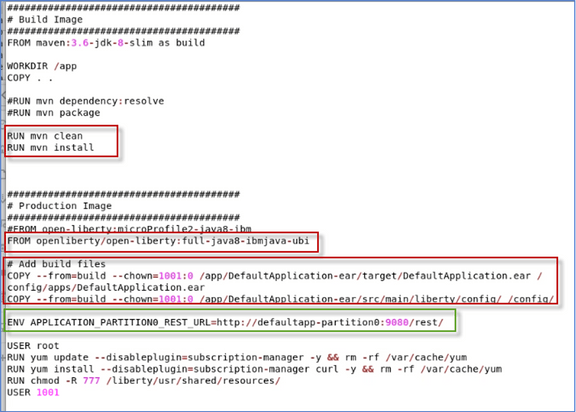 ########################################
# Build Image
########################################
FROM maven:3.6-jdk-8-slim as build
WORKDIR /app
COPY . .
#RUN mvn dependency:resolve
#RUN mvn package
RUN mvn clean
RUN mvn install
########################################
# Production Image
########################################
#FROM open-liberty:microProfile2-java8-ibm
FROM openliberty/open-liberty:full-java8-ibmjava-ubi
# Add build files
COPY --from=build --chown=1001:0 /app/DefaultApplication-ear/target/DefaultApplication.ear /
config/apps/DefaultApplication.ear
COPY --from=build --chown=1001:0 /app/DefaultApplication-ear/src/main/liberty/config/ /config/
ENV APPLICATION_PARTITION0_REST_URL=http://defaultapp-partition0:9080/rest/
USER root
RUN yum update --disableplugin=subscription-manager -y && rm -rf /var/cache/yum
RUN yum install --disableplugin=subscription-manager curl -y && rm -rf /var/cache/yum
RUN chmod -R 777 /liberty/usr/shared/resources/
USER 1001